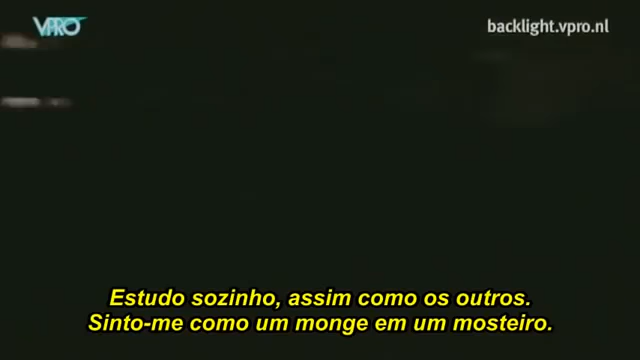 VPRO
backlight.vpro.nl
Estudo sozinho, assim como os outros.
Sinto-me como um monge em um mosteiro.